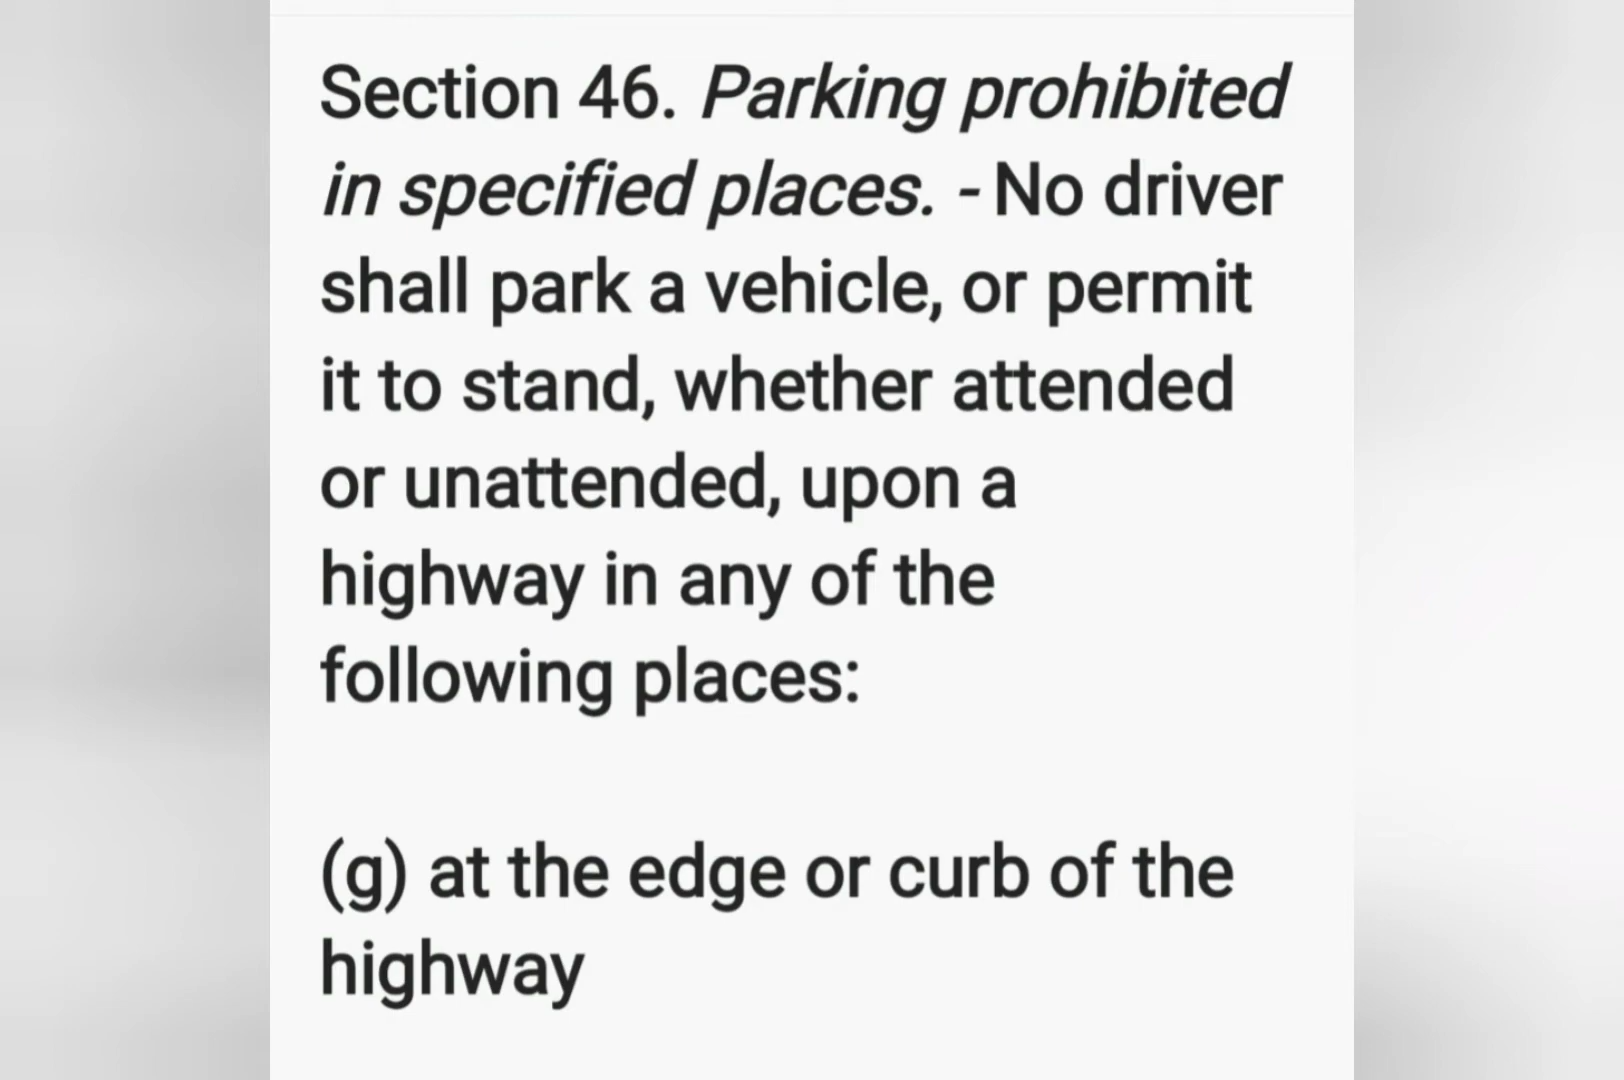 Section 46. Parking prohibited
in specified places. - No driver
shall park a vehicle, or permit
it to stand, whether attended
or unattended, upon a
highway in any of the
following places:
(g) at the edge or curb of the
highway